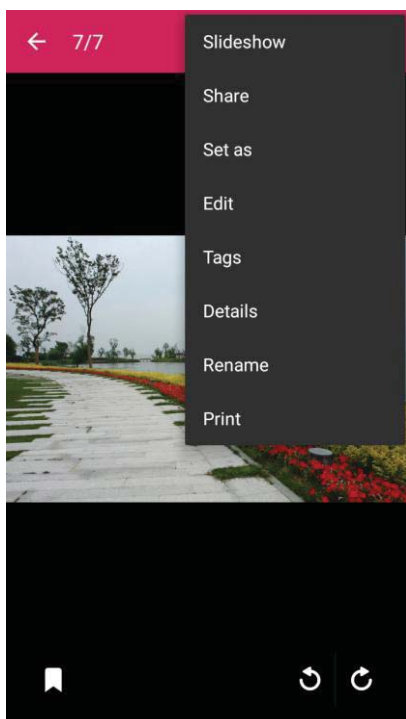 7/7
Slideshow
Share
Set as
Edit
Tags
Details
Rename
Print